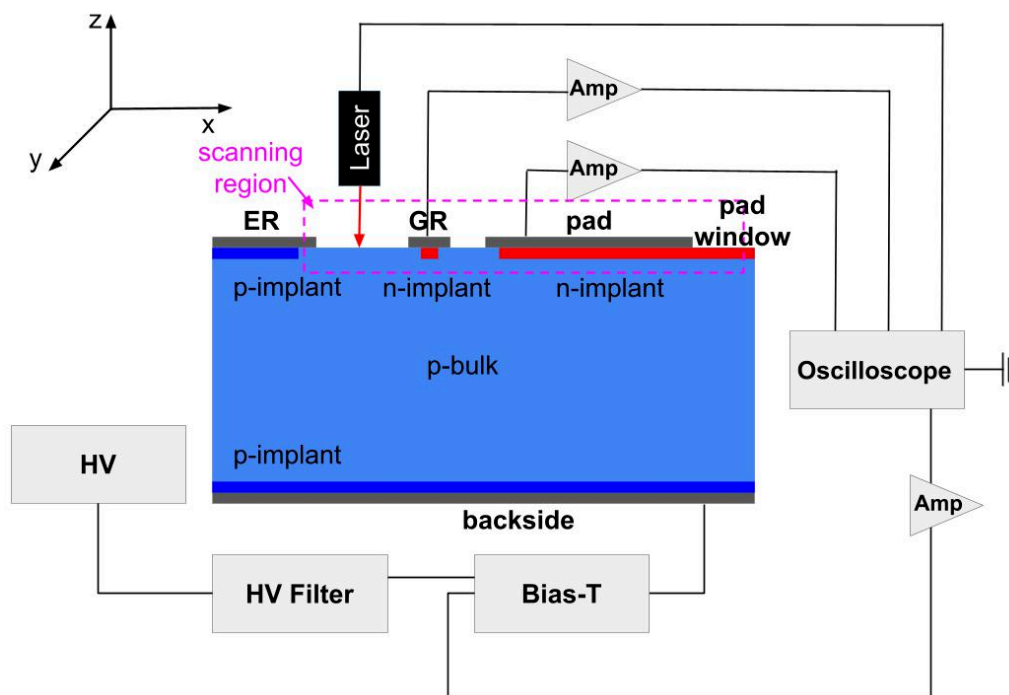 z
x
y
Laser
Amp
Amp
scanning
region
ER
GR
pad
pad
window
p-implant
n-implant
n-implant
p-bulk
Oscilloscope
HV
p-implant
backside
Amp
HV Filter
Bias-T